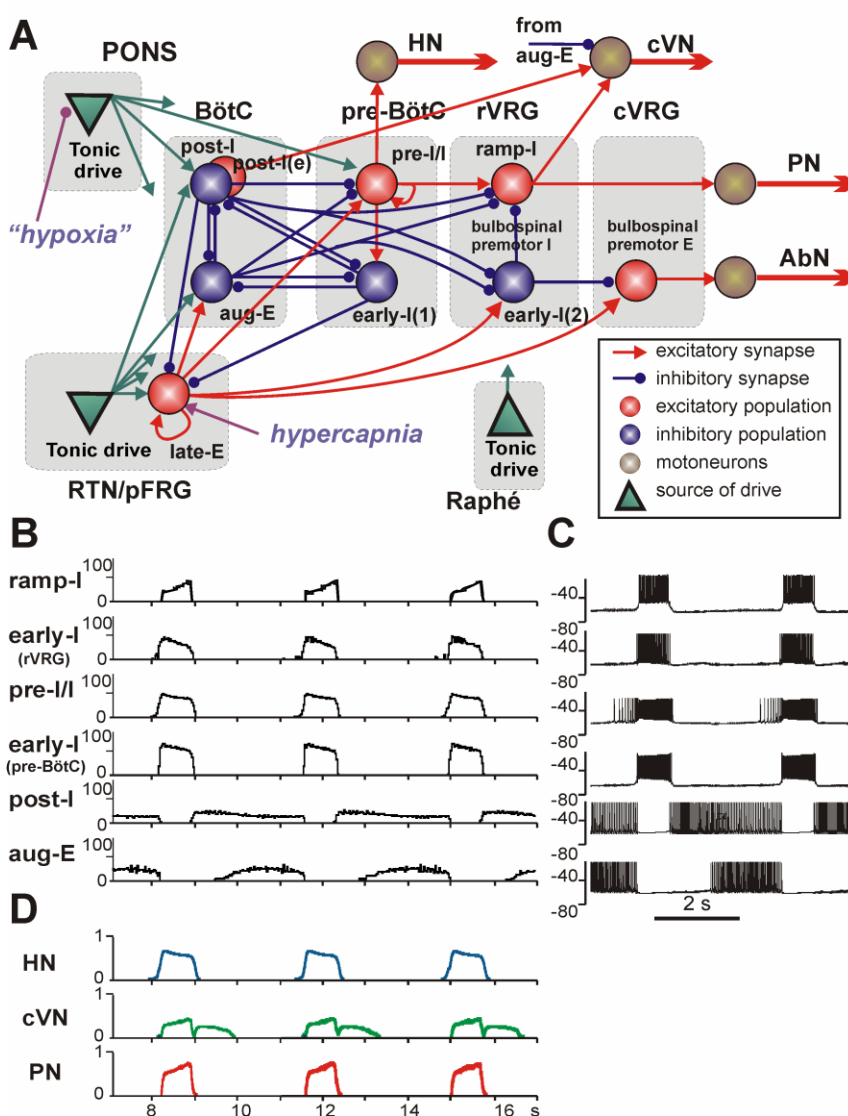 A
PONS
HN
from
aug-E
cVN
BötC
pre-BötC
rVRG
cVRG
Tonic
drive
post-I
post-I(e)
pre-I/I
ramp-I
PN
"hypoxia"
bulbospinal
premotor I
bulbospinal
premotor E
AbN
aug-E
early-I(1)
early-I(2)
Tonic drive
late-E
hypercapnia
RTN/pFRG
Tonic
drive
Raphé
excitatory synapse
inhibitory synapse
excitatory population
inhibitory population
motoneurons
source of drive
B
ramp-I
100
0
early-I
(rVRG)
100
0
pre-I/I
100
0
early-I
(pre-BötC)
100
0
post-I
100
0
aug-E
100
0
C
-40
-80
-40
-80
-40
-80
-40
-80
-40
-80
-40
-80
2 s
D
HN
1
0
cVN
1
0
PN
1
0
8 10 12 14 16 s